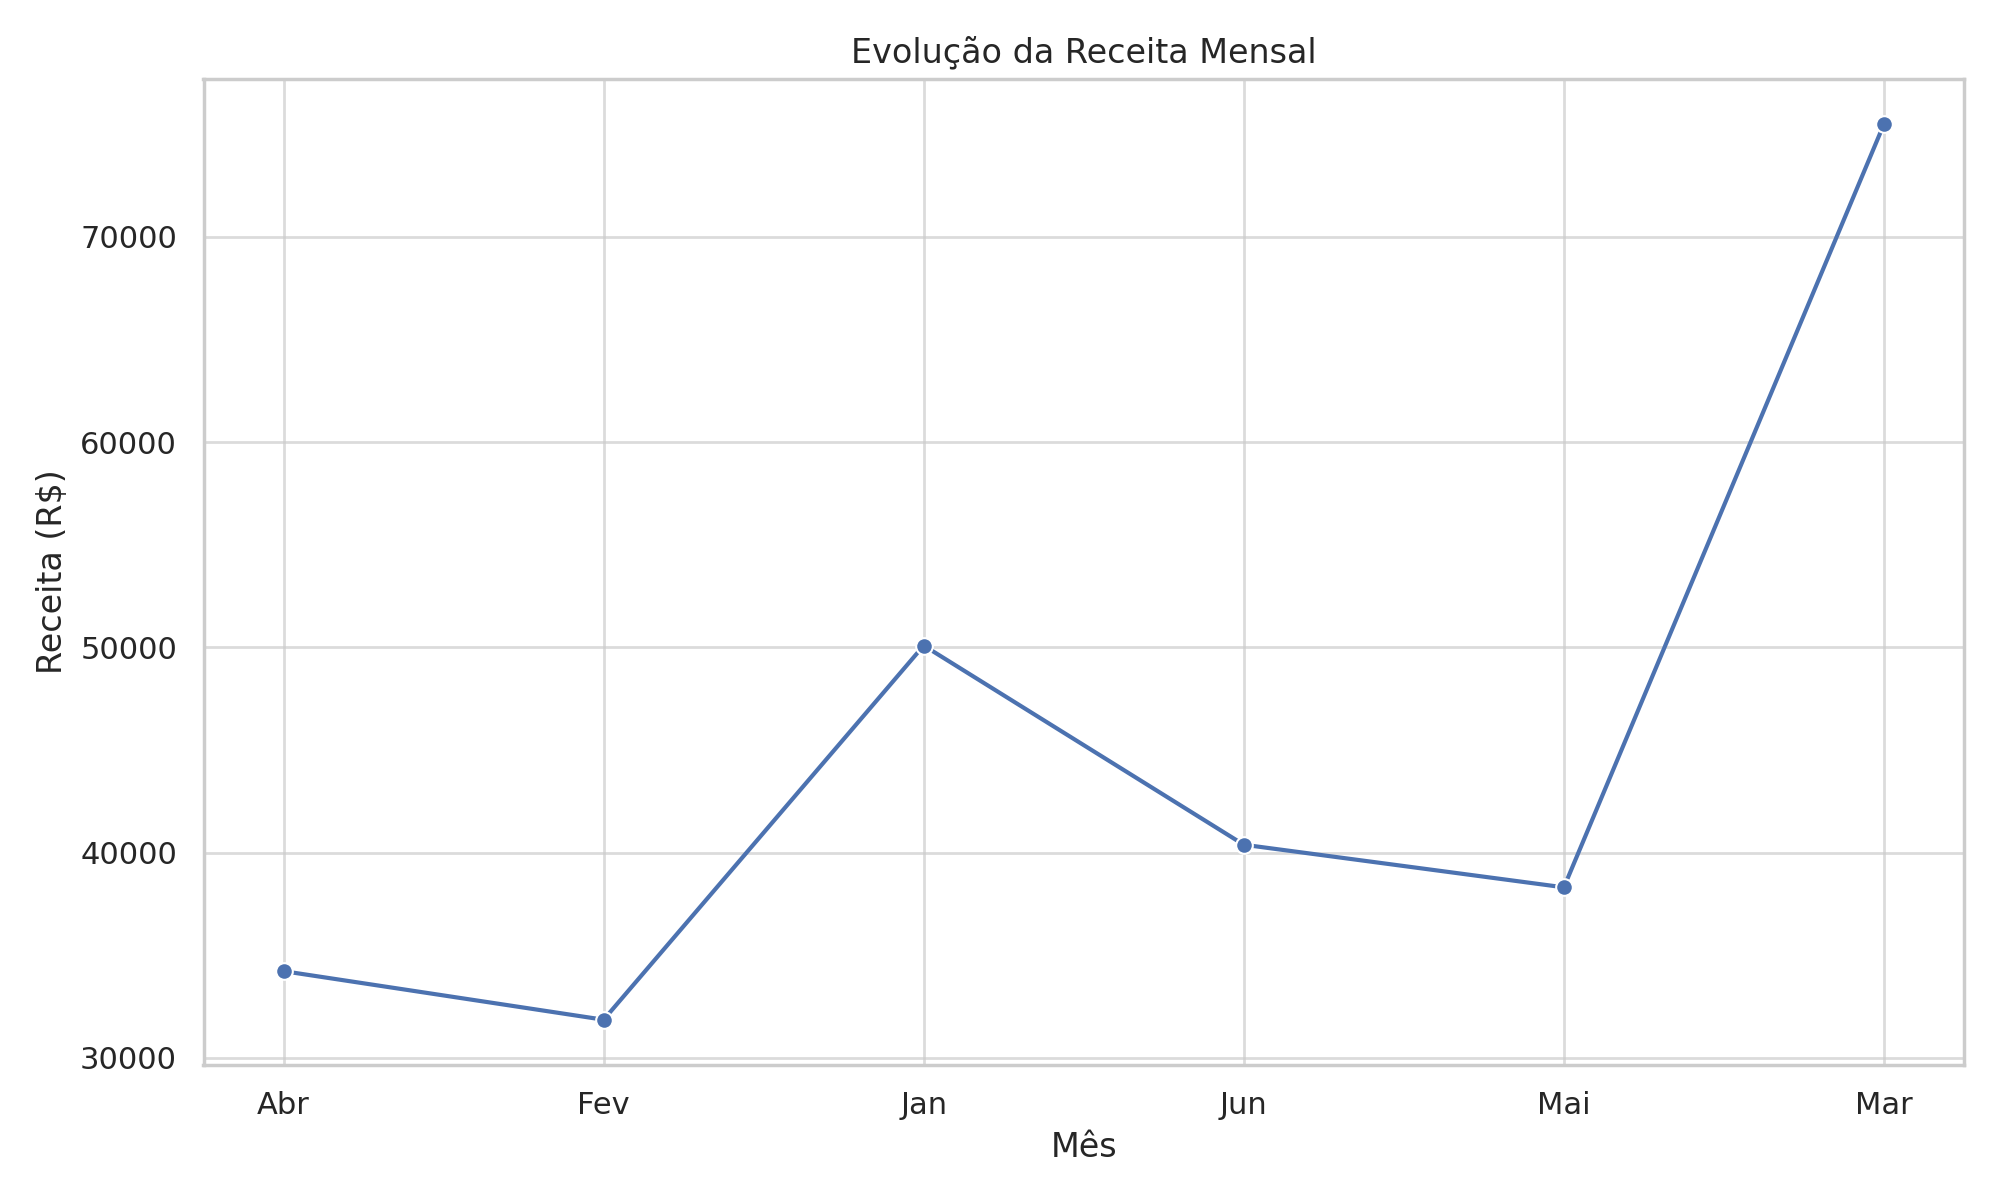 Evolução da Receita Mensal
Receita (R$)
70000
60000
50000
40000
30000
Abr Fev Jan Jun Mai Mar
Mês